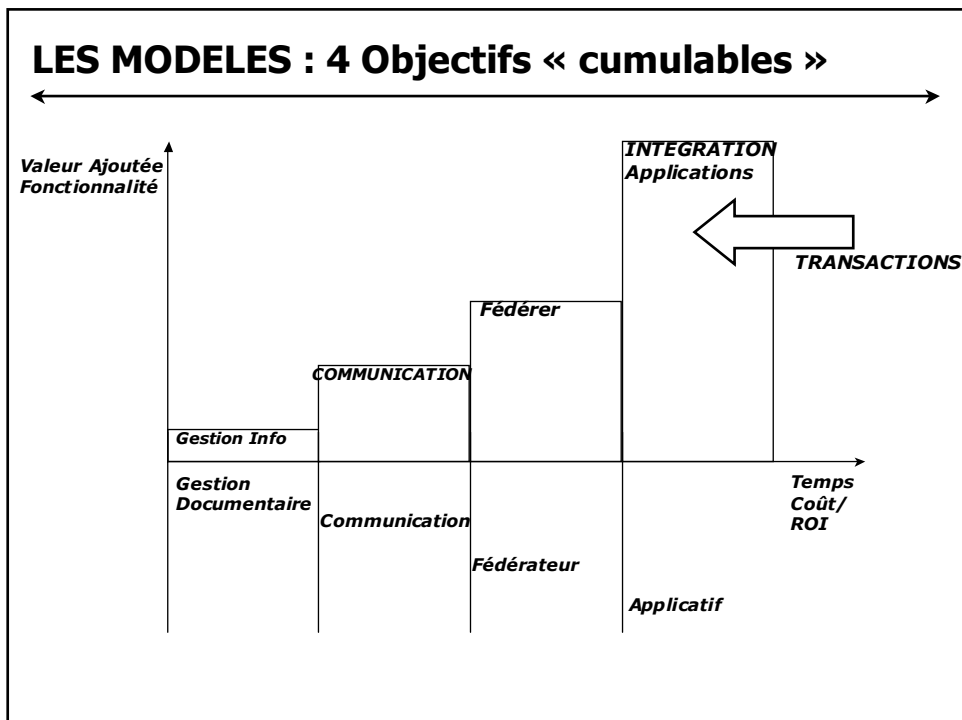 LES MODELES : 4 Objectifs « cumulables »
Valeur Ajoutée
Fonctionnalité
INTEGRATION
Applications
TRANSACTIONS
Fédérer
COMMUNICATION
Gestion Info
Gestion
Documentaire
Communication
Fédérateur
Applicatif
Temps
Coût/
ROI